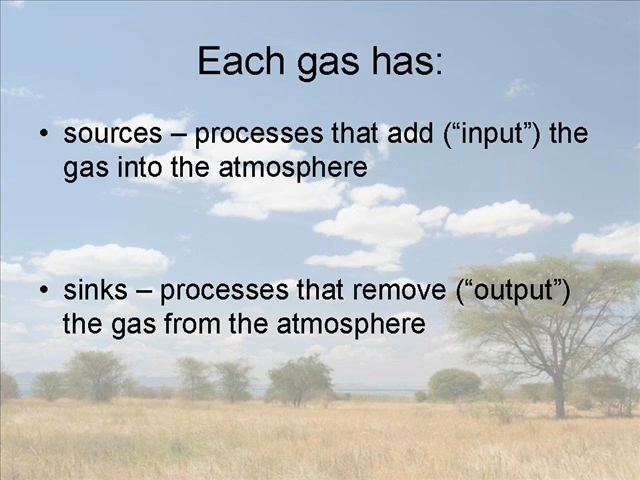 Each gas has:
• sources – processes that add (“input”) the
gas into the atmosphere
• sinks – processes that remove (“output”)
the gas from the atmosphere